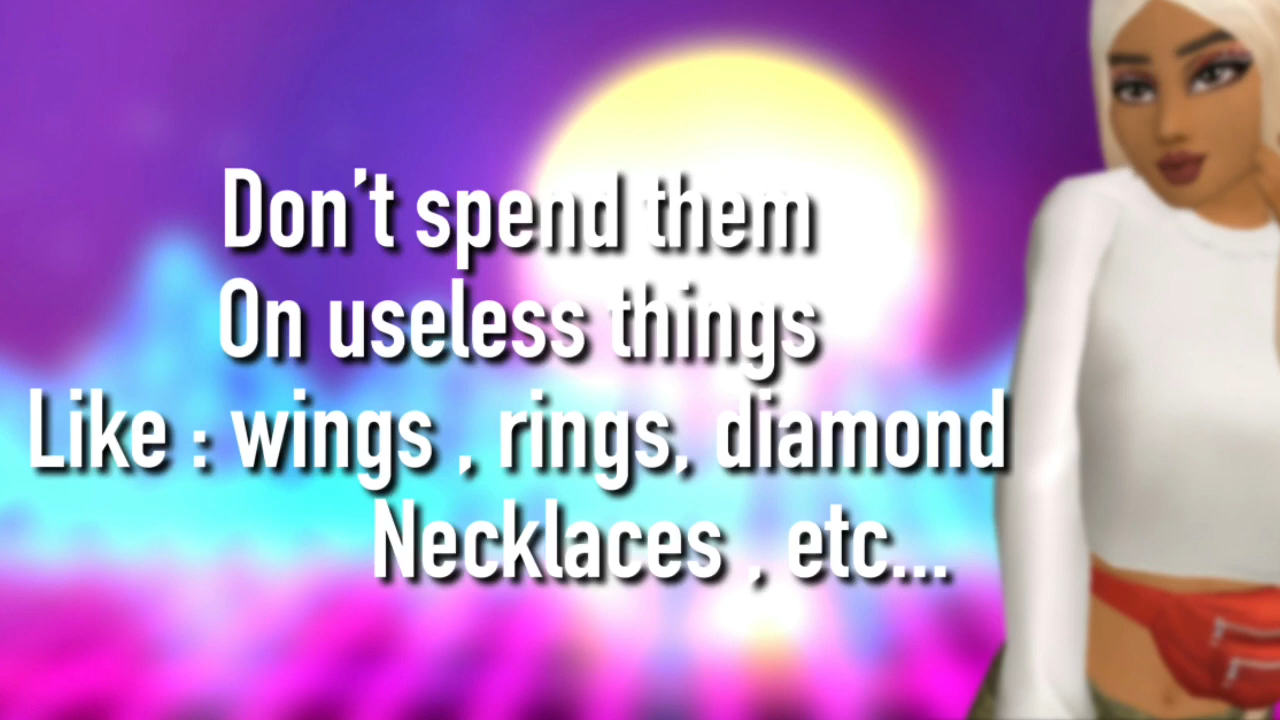 Don't spend them
On useless things
Like : wings , rings, diamond
Necklaces , etc...